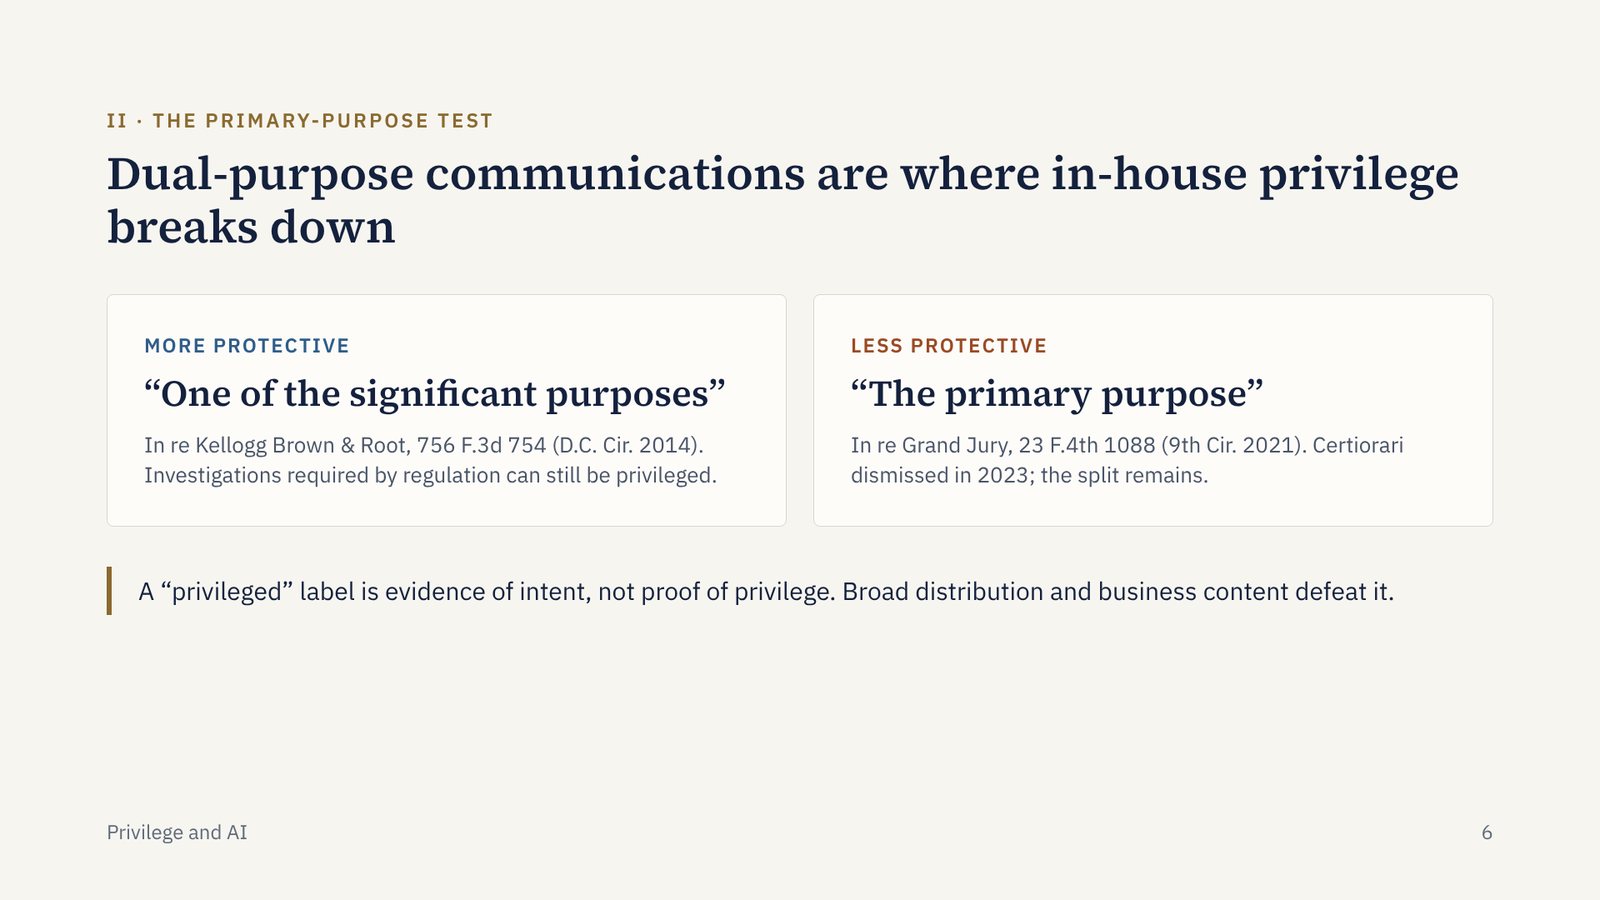 II · THE PRIMARY-PURPOSE TEST
Dual-purpose communications are where in-house privilege
breaks down
MORE PROTECTIVE
“One of the significant purposes”
In re Kellogg Brown & Root, 756 F.3d 754 (D.C. Cir. 2014).
Investigations required by regulation can still be privileged.
LESS PROTECTIVE
“The primary purpose”
In re Grand Jury, 23 F.4th 1088 (9th Cir. 2021). Certiorari
dismissed in 2023; the split remains.
A “privileged” label is evidence of intent, not proof of privilege. Broad distribution and business content defeat it.
Privilege and AI
6